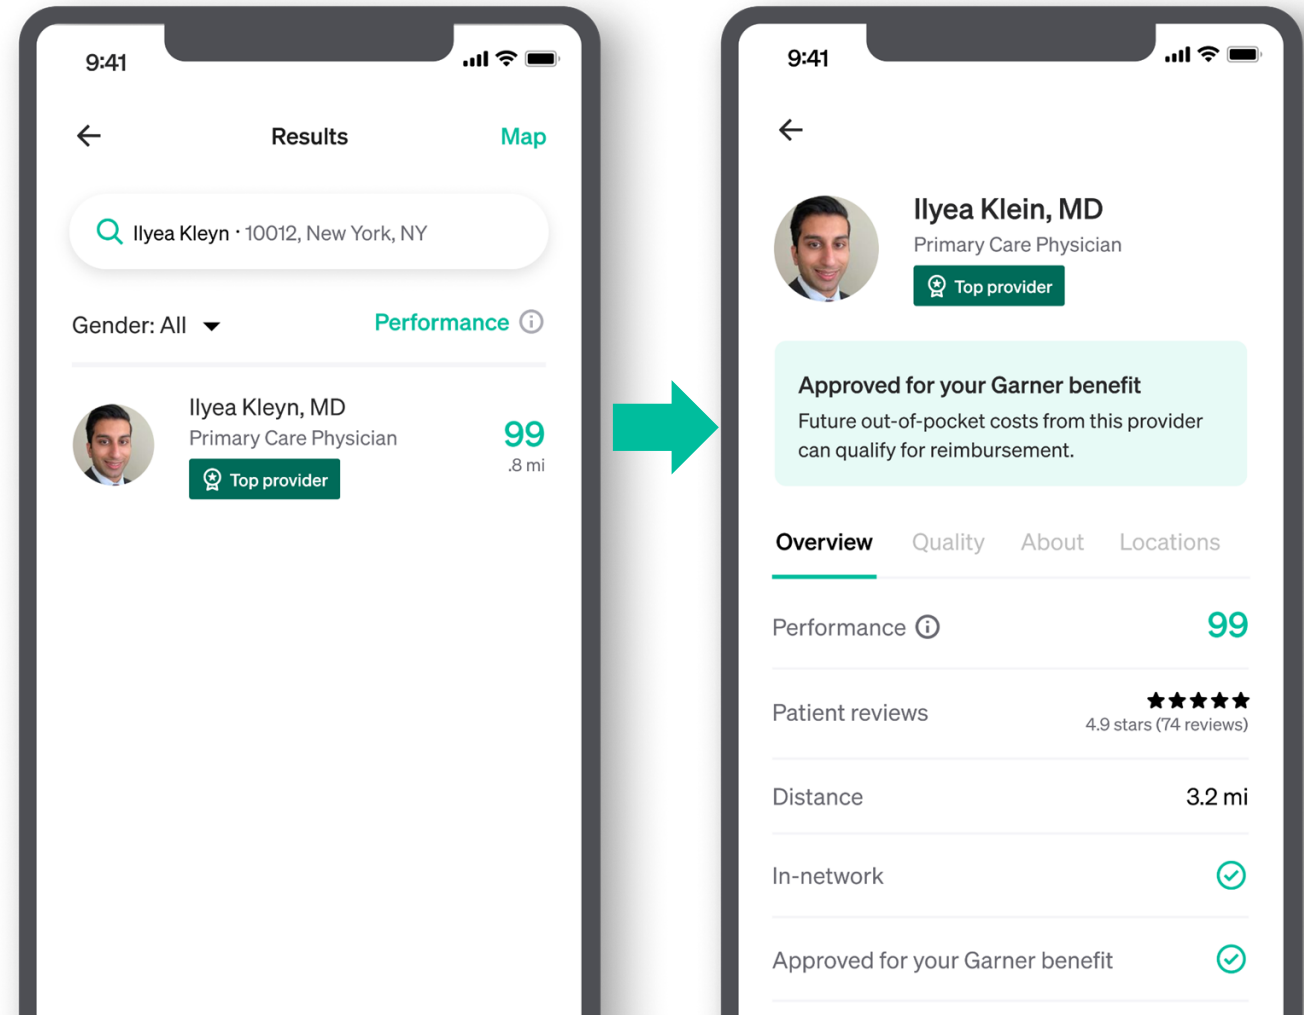 9:41
Results
Map
Ilyea Kleyn · 10012, New York, NY
Gender: All
Performance
Ilyea Kleyn, MD
Primary Care Physician
Top provider
99
.8 mi
9:41
Ilyea Klein, MD
Primary Care Physician
Top provider
Approved for your Garner benefit
Future out-of-pocket costs from this provider
can qualify for reimbursement.
Overview Quality About Locations
Performance 99
Patient reviews
4.9 stars (74 reviews)
Distance 3.2 mi
In-network
Approved for your Garner benefit